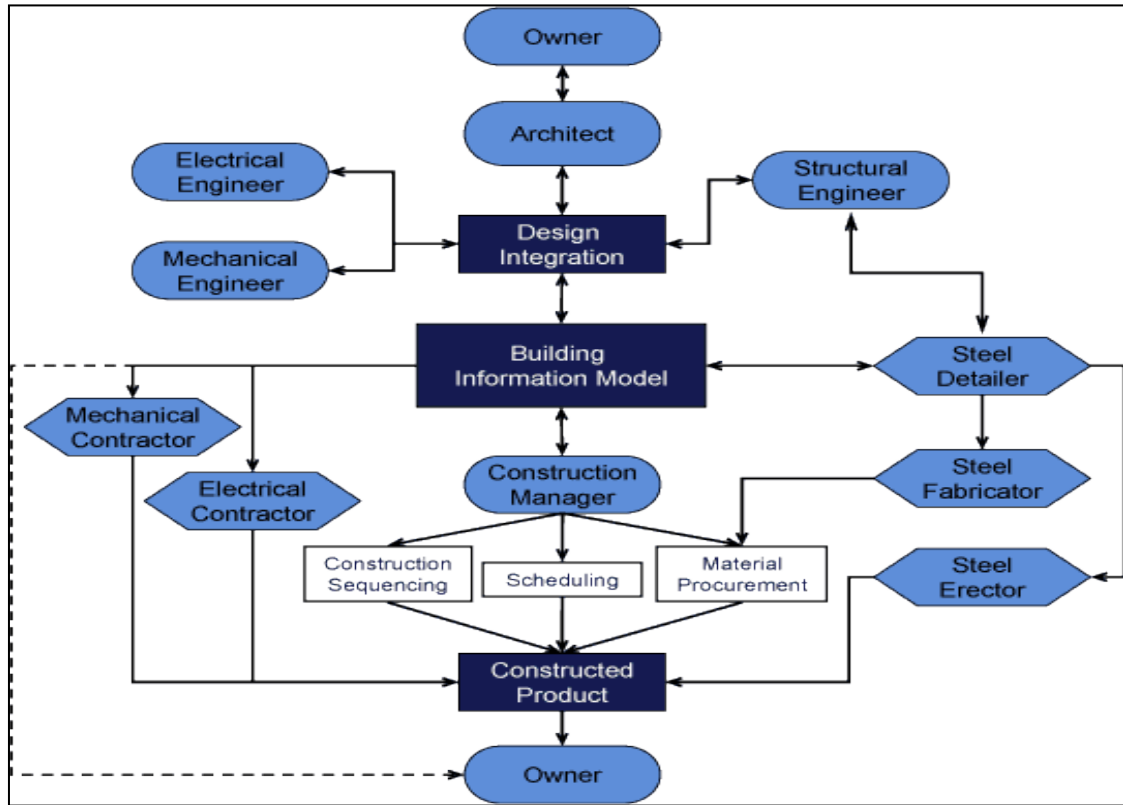 Owner
Architect
Electrical
Engineer
Structural
Engineer
Design
Integration
Mechanical
Engineer
Building
Information Model
Steel
Detailer
Mechanical
Contractor
Construction
Manager
Steel
Fabricator
Electrical
Contractor
Construction
Sequencing
Scheduling
Material
Procurement
Steel
Erector
Constructed
Product
Owner